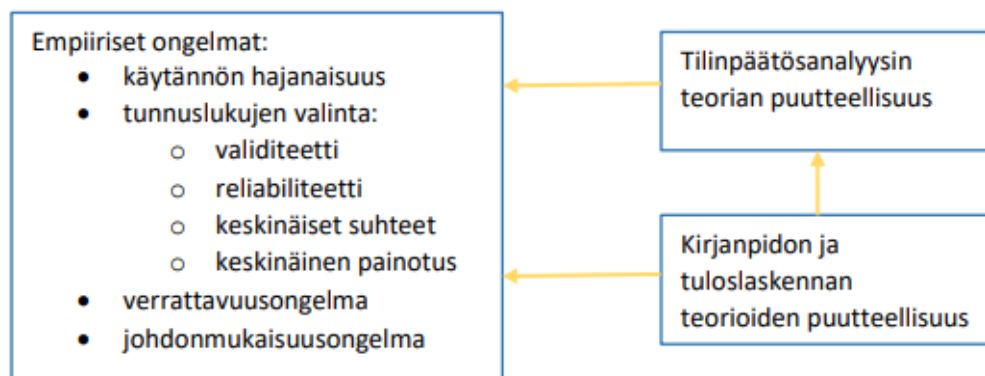 Empiiriset ongelmat:
• käytännön hajanaisuus
• tunnuslukujen valinta:
o validiteetti
o reliabiliteetti
o keskinäiset suhteet
o keskinäinen painotus
• verrattavuusongelma
• johdonmukaisuusongelma
Tilinpäätösanalyysin
teorian puutteellisuus
Kirjanpidon ja
tuloslaskennan
teorioiden puutteellisuus